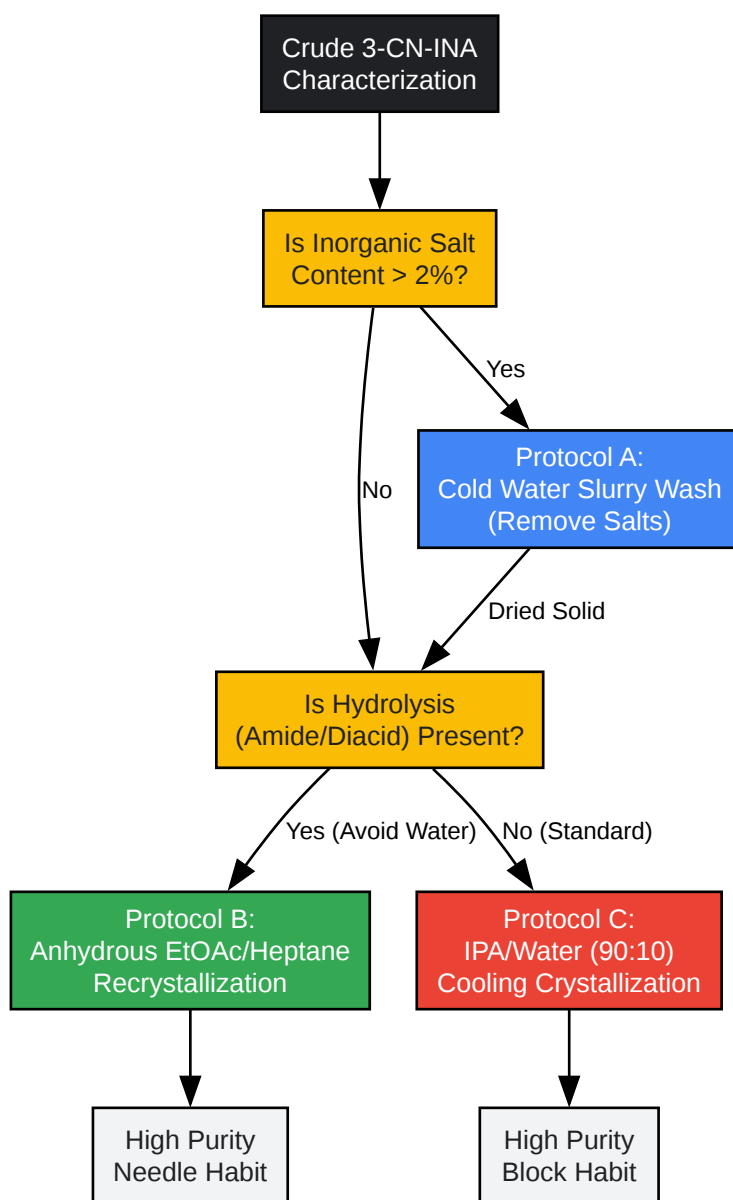 Crude 3-CN-INA
Characterization
Is Inorganic Salt
Content > 2%?
Yes
Protocol A:
Cold Water Slurry Wash
(Remove Salts)
No
Dried Solid
Is Hydrolysis
(Amide/Diacid) Present?
Yes (Avoid Water)
No (Standard)
Protocol B:
Anhydrous EtOAc/Heptane
Recrystallization
Protocol C:
IPA/Water (90:10)
Cooling Crystallization
High Purity
Needle Habit
High Purity
Block Habit